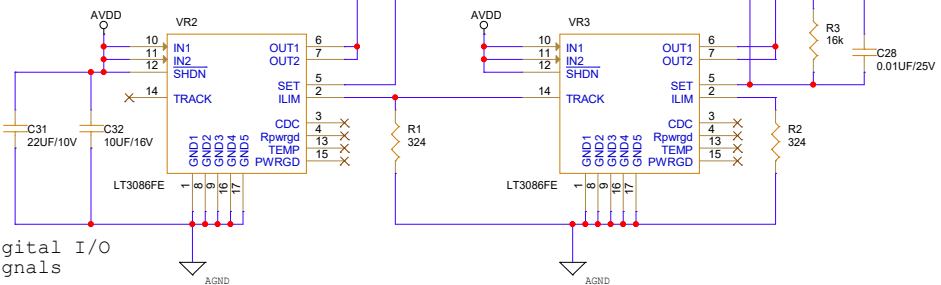 AVDD
VR2
10 IN1 OUT1 6
11 IN2 OUT2 7
12 SHDN
SET 5
14 TRACK ILIM 2
CDC 3
Rpwrgd 4
TEMP 13
PWRGD 15
GND1 GND2 GND3 GND4 GND5
1 8 9 16 17
LT3086FE
C31
22UF/10V
C32
10UF/16V
R1
324
AGND
AVDD
VR3
10 IN1 OUT1 6
11 IN2 OUT2 7
12 SHDN
SET 5
14 TRACK ILIM 2
CDC 3
Rpwrgd 4
TEMP 13
PWRGD 15
GND1 GND2 GND3 GND4 GND5
1 8 9 16 17
LT3086FE
R3
16k
C28
0.01UF/25V
R2
324
AGND
gital I/O
gnals